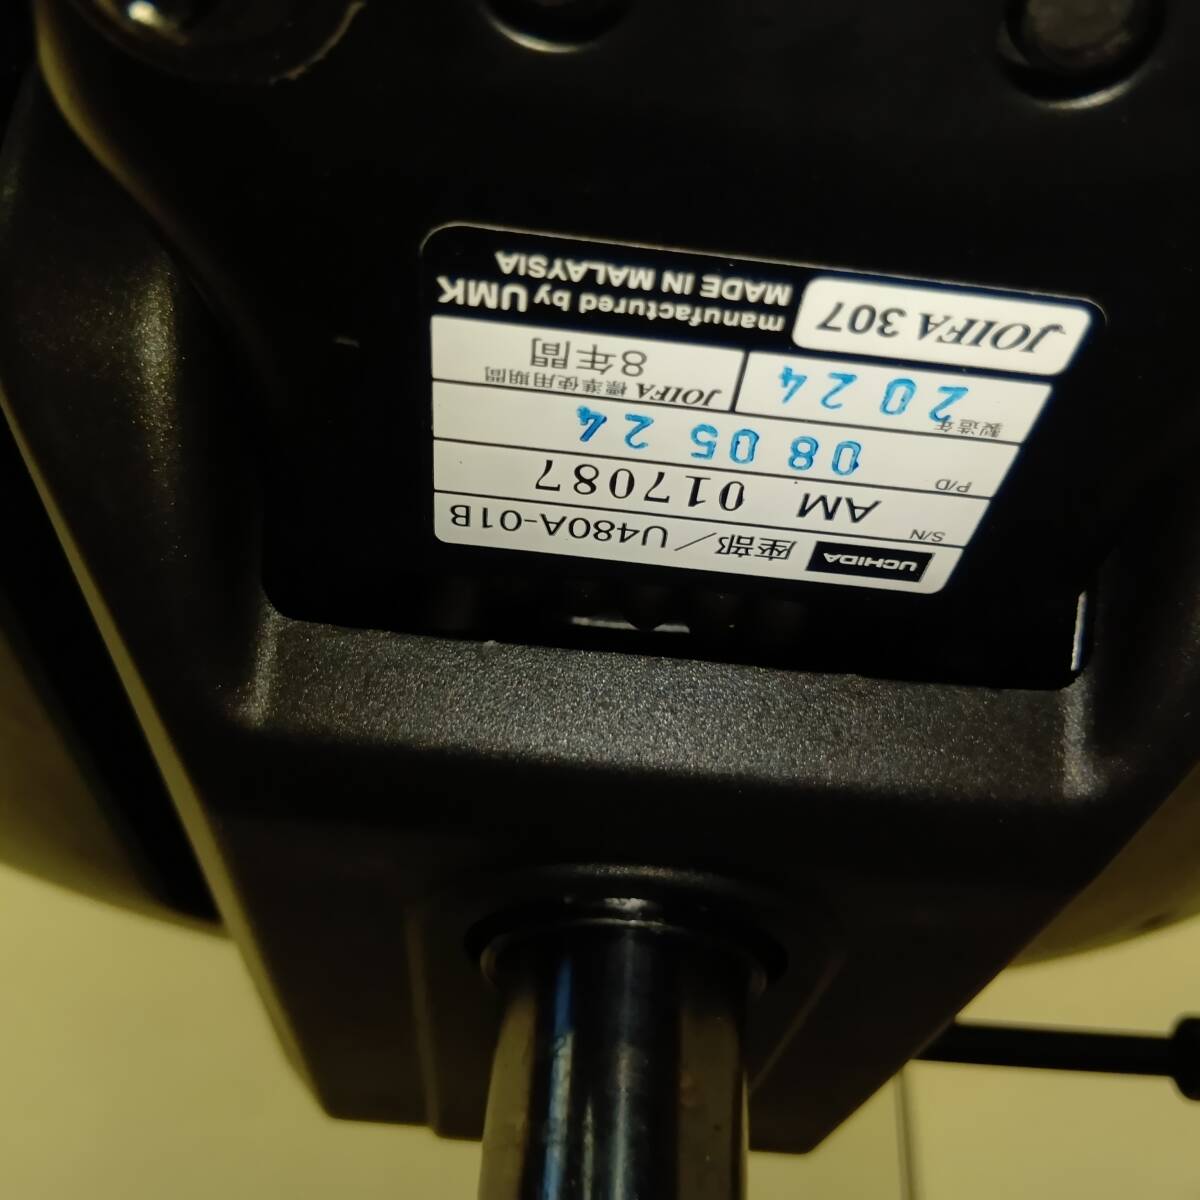 UCHIDA 座部／U480A-01B
S/N AM 017087
P/D 08 05 24
製造年 2024 JOIFA 標準使用期間 8年間
JOIFA 307 manufactured by UMK
MADE IN MALAYSIA